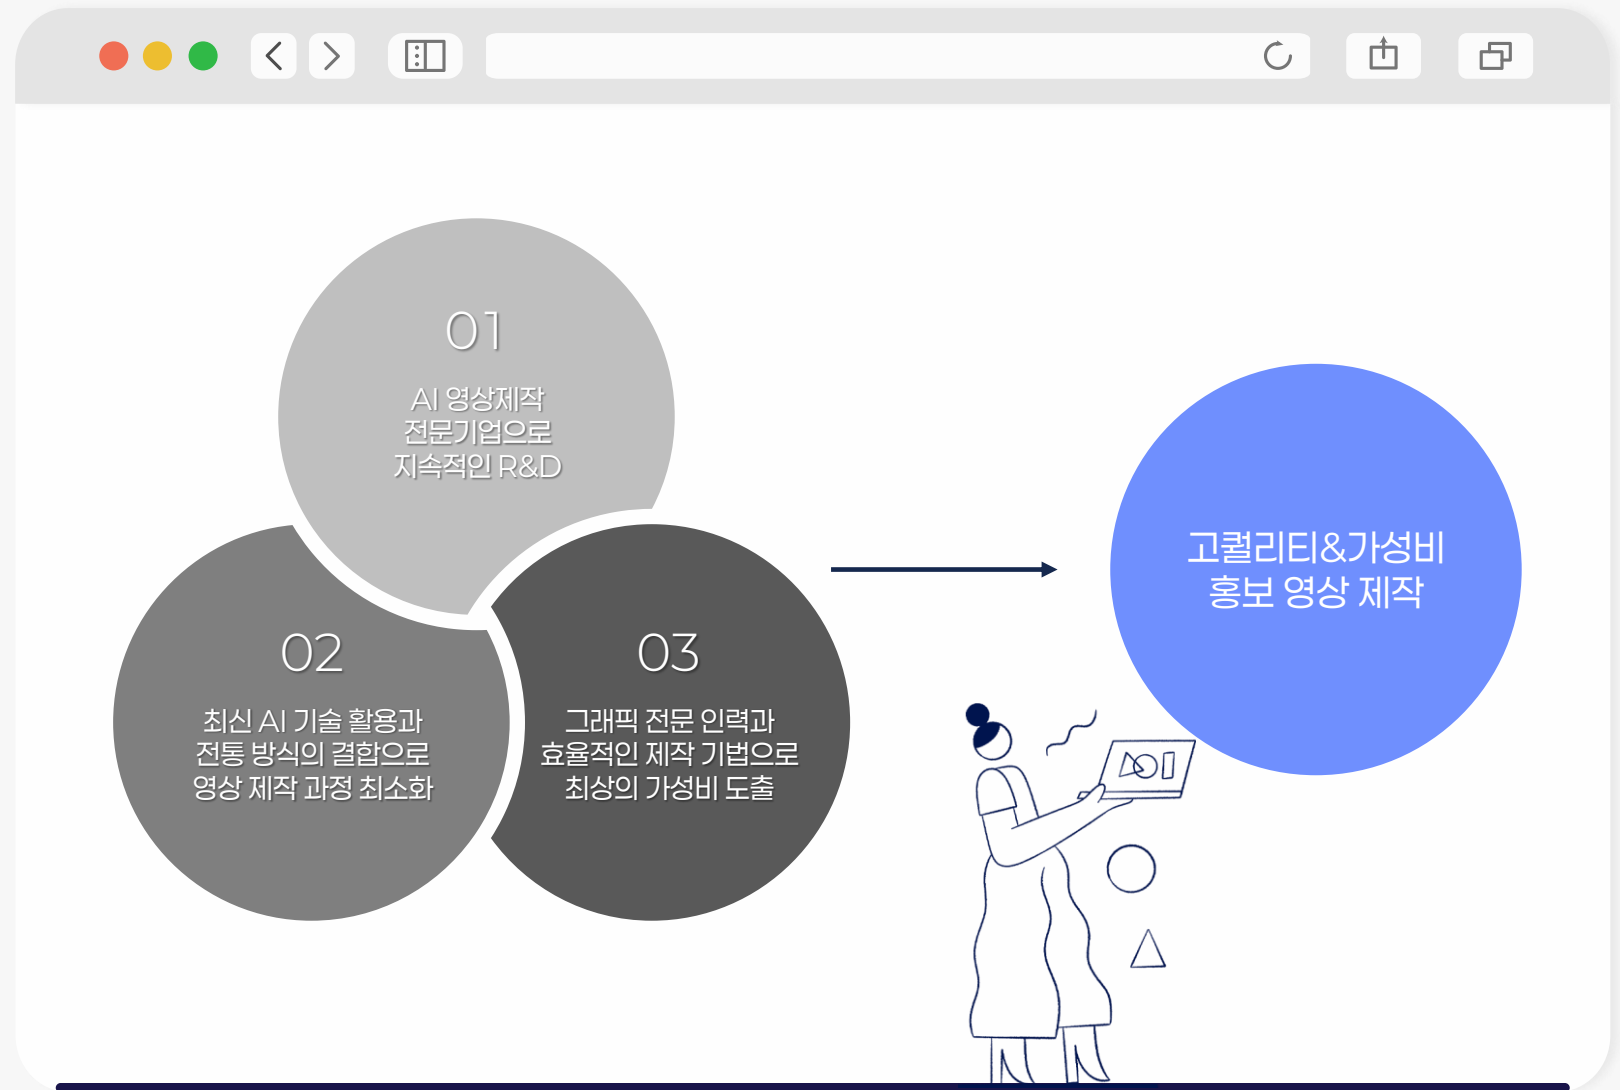 01
AI 영상제작
전문기업으로
지속적인 R&D
02
최신 AI 기술 활용과
전통 방식의 결합으로
영상 제작 과정 최소화
03
그래픽 전문 인력과
효율적인 제작 기법으로
최상의 가성비 도출
고퀄리티&가성비
홍보 영상 제작